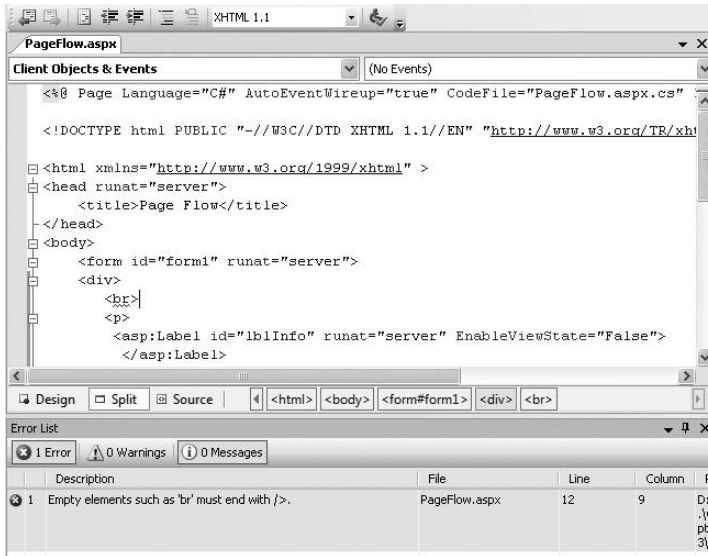 XHTML 1.1
PageFlow.aspx
Client Objects & Events
(No Events)
<%@ Page Language="C#" AutoEventWireup="true" CodeFile="PageFlow.aspx.cs"
<!DOCTYPE html PUBLIC "-//W3C//DTD XHTML 1.1//EN" "http://www.w3.org/TR/xht
<html xmlns="http://www.w3.org/1999/xhtml" >
<head runat="server">
<title>Page Flow</title>
</head>
<body>
<form id="form1" runat="server">
<div>
<br>
<p>
<asp:Label id="lblInfo" runat="server" EnableViewState="False">
</asp:Label>
Design Split Source <html> <body> <form#form1> <div> <br>
Error List
1 Error 0 Warnings 0 Messages
Description File Line Column
1 Empty elements such as 'br' must end with />. PageFlow.aspx 12 9 D:
.\
pt
3\